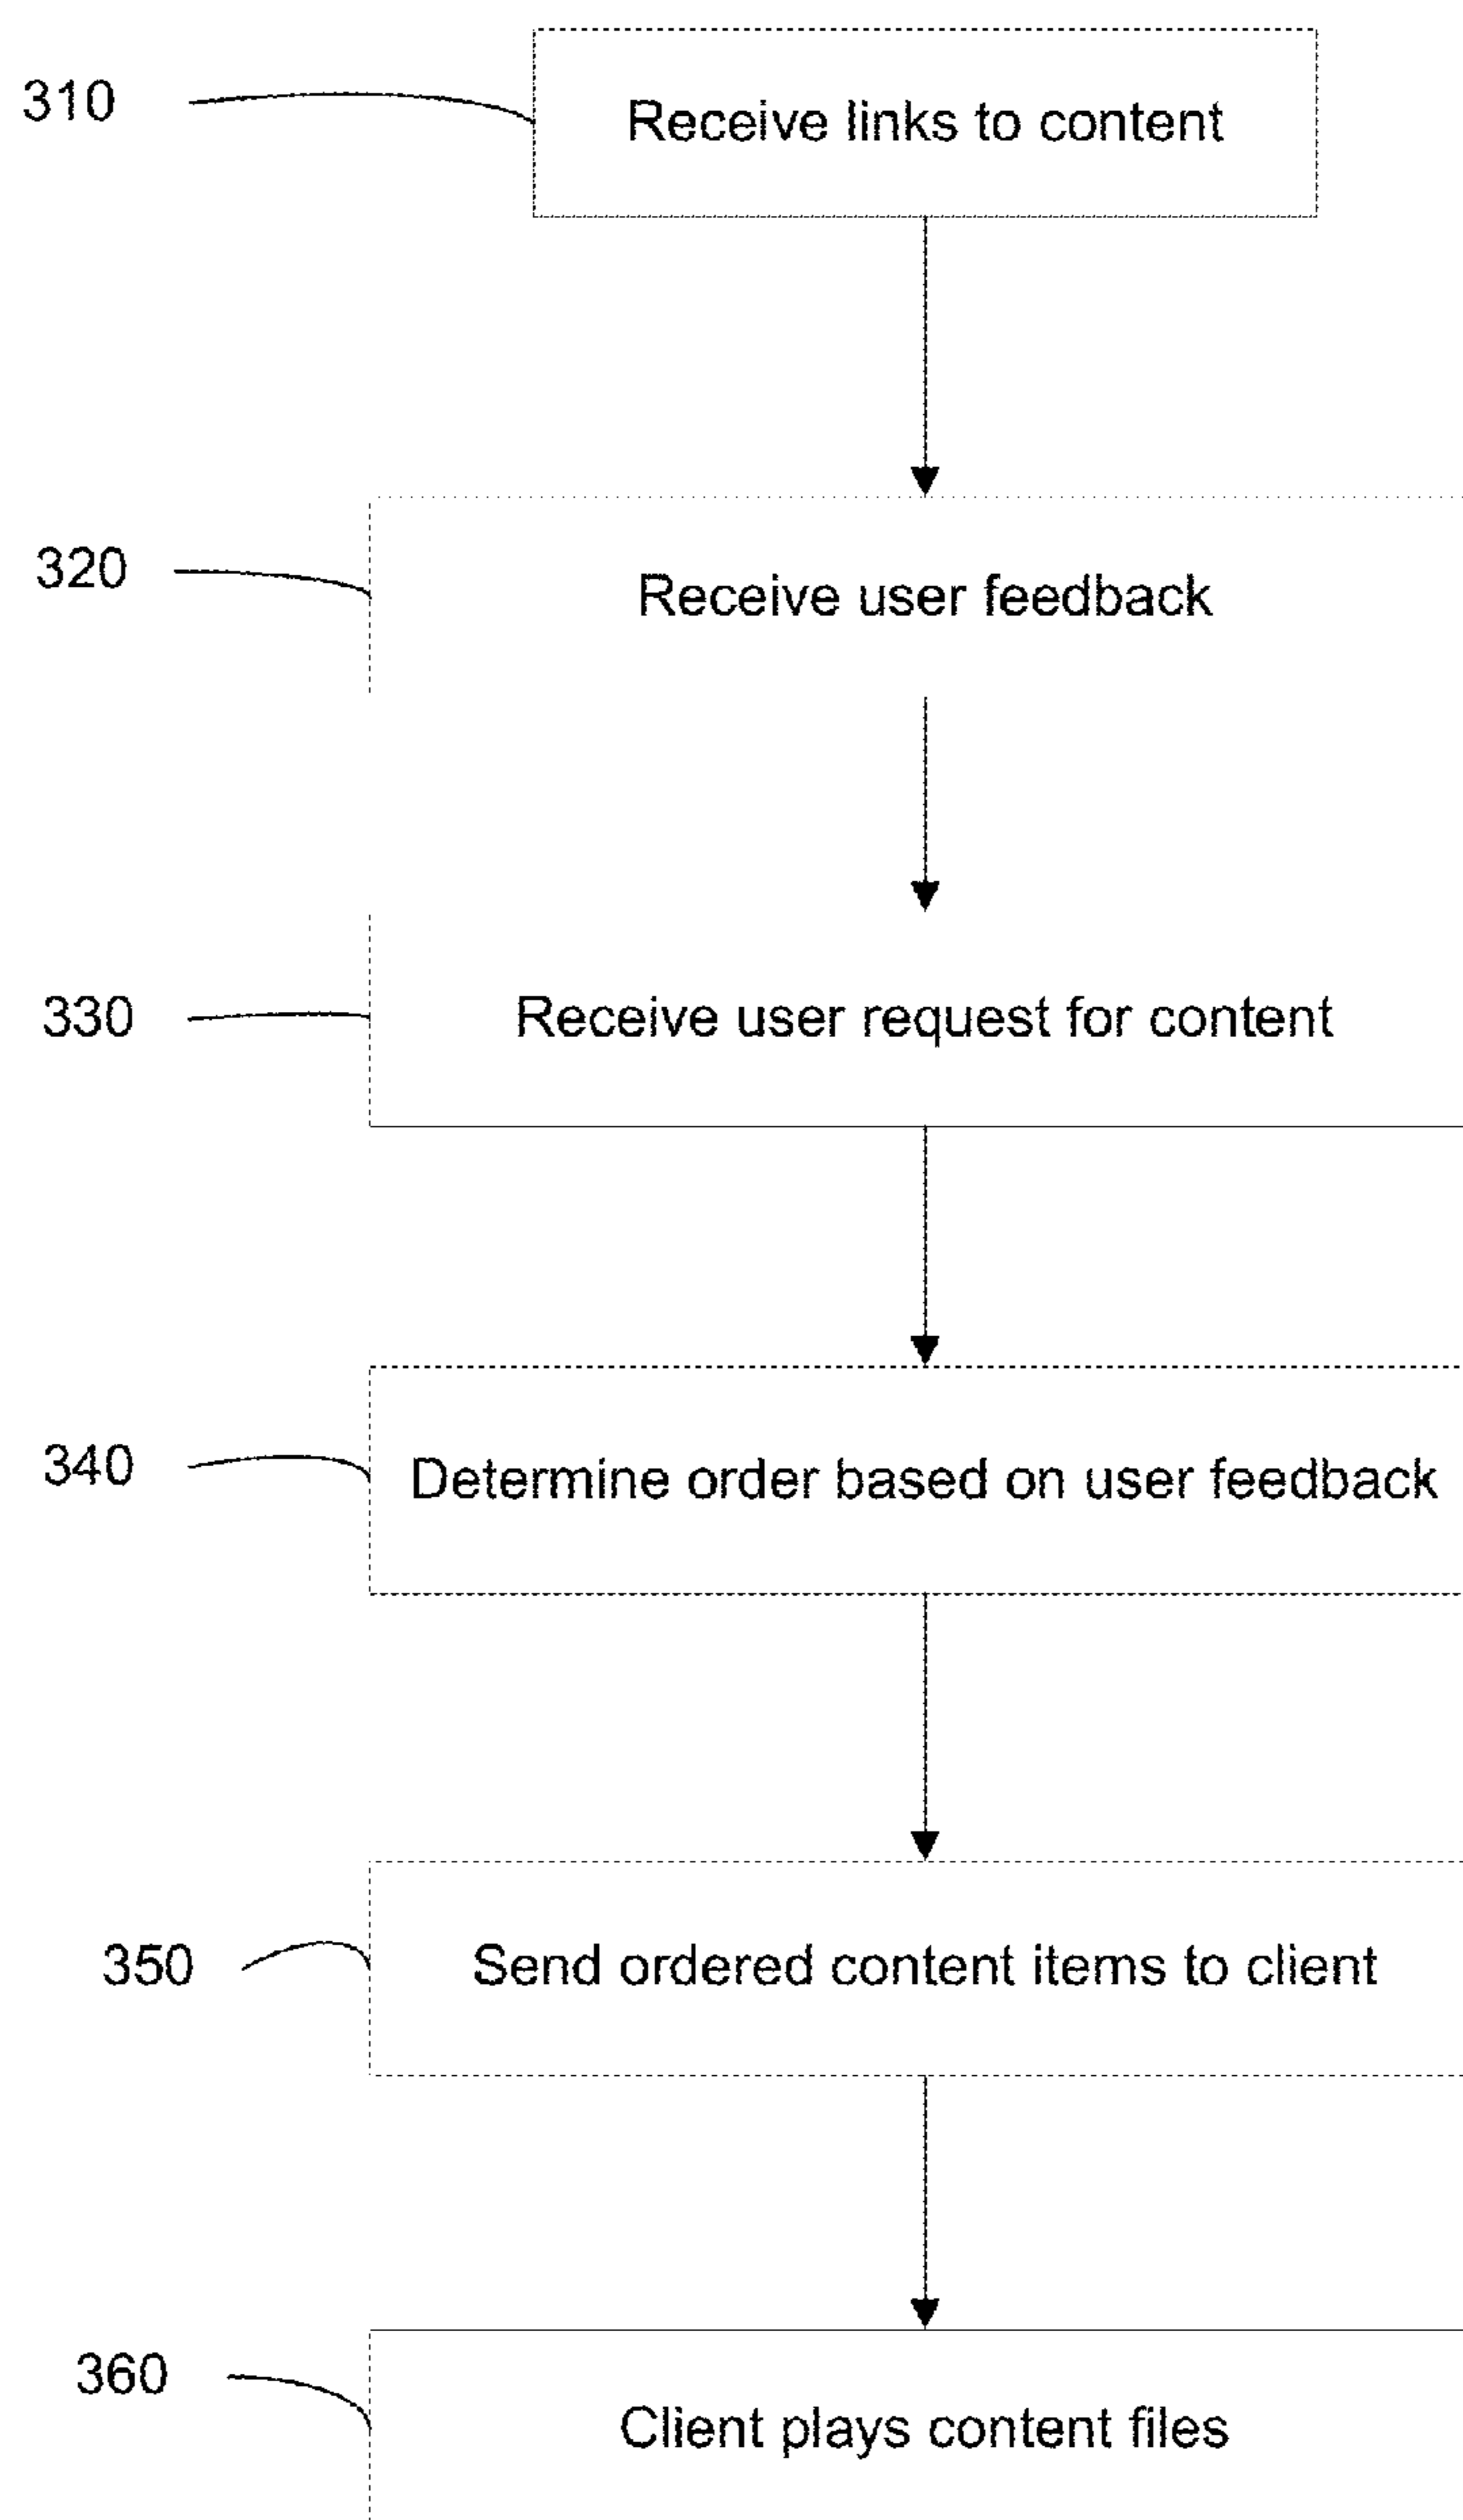 310
Receive links to content
320
Receive user feedback
330
Receive user request for content
340
Determine order based on user feedback
350
Send ordered content items to client
360
Client plays content files